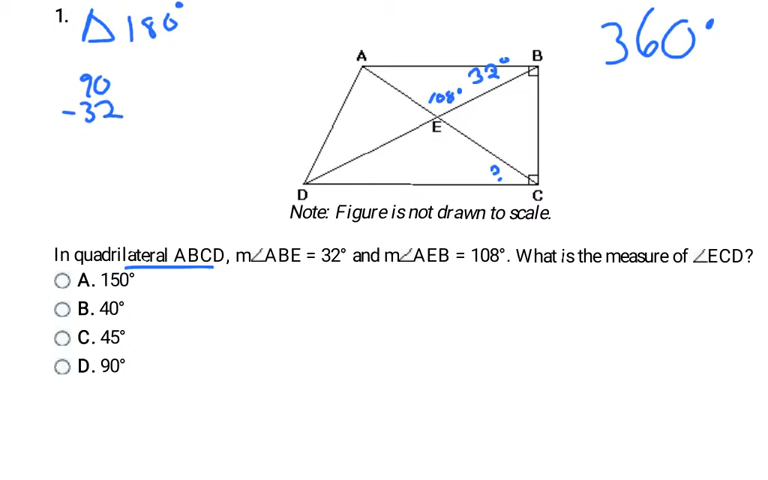 1. △ 180° 360°
90
-32
A B
32°
108°
E
?
D C
Note: Figure is not drawn to scale.
In quadrilateral ABCD, m∠ABE = 32° and m∠AEB = 108°. What is the measure of ∠ECD?
A. 150°
B. 40°
C. 45°
D. 90°